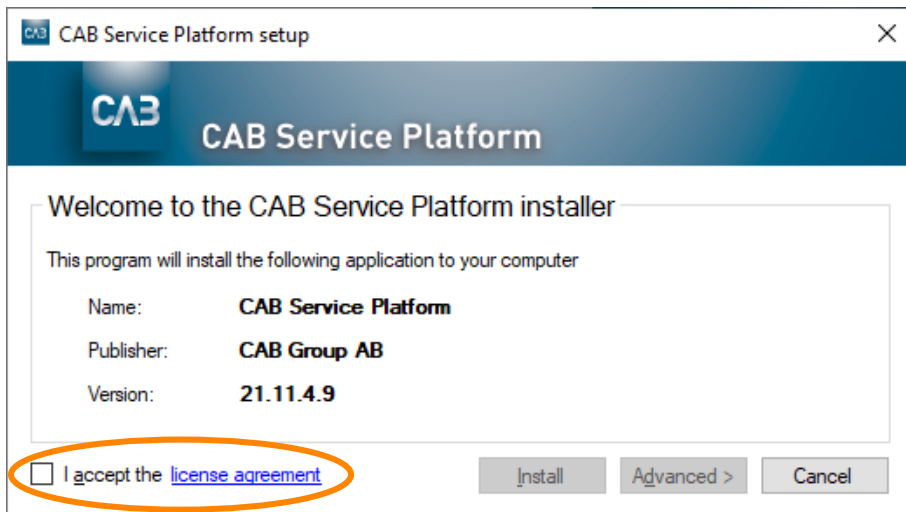 CAB CAB Service Platform setup
CAB
CAB Service Platform
Welcome to the CAB Service Platform installer
This program will install the following application to your computer
Name: CAB Service Platform
Publisher: CAB Group AB
Version: 21.11.4.9
I accept the license agreement Install Advanced > Cancel